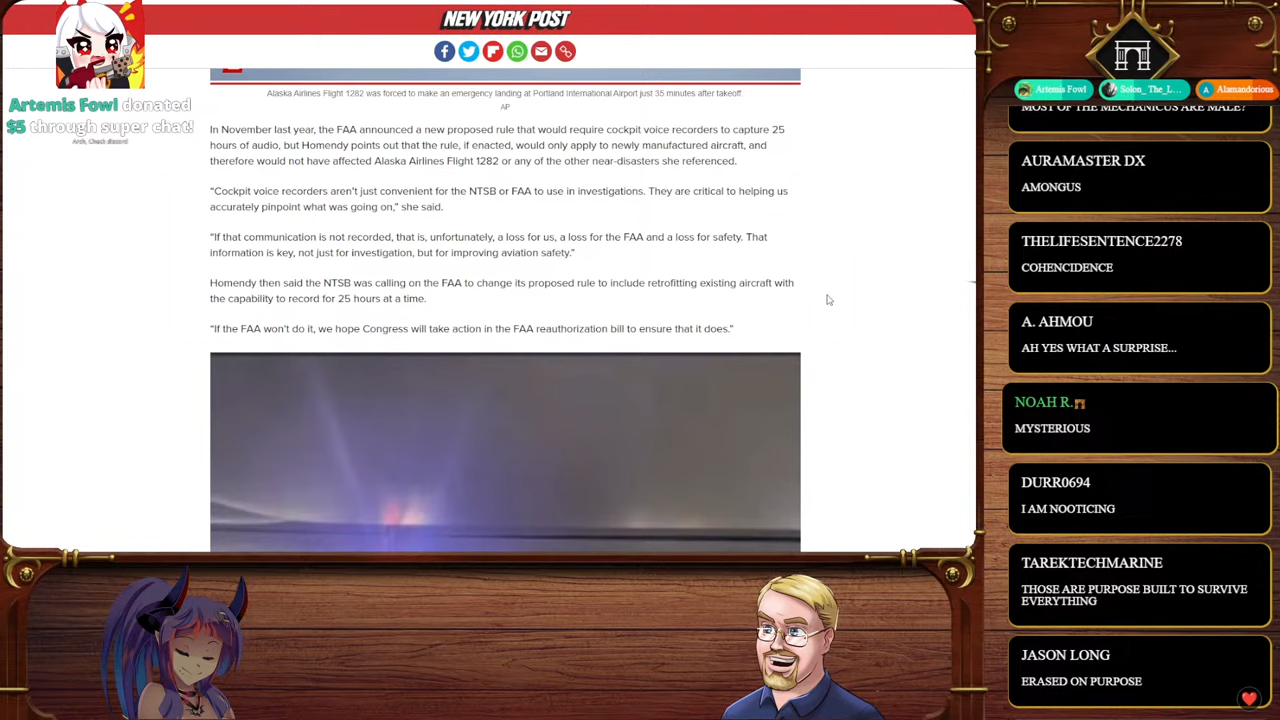 NEW YORK POST
Artemis Fowl donated
$5 through super chat!
Arch, Check discord
Alaska Airlines Flight 1282 was forced to make an emergency landing at Portland International Airport just 35 minutes after takeoff
AP
In November last year, the FAA announced a new proposed rule that would require cockpit voice recorders to capture 25
hours of audio, but Homendy points out that the rule, if enacted, would only apply to newly manufactured aircraft, and
therefore would not have affected Alaska Airlines Flight 1282 or any of the other near-disasters she referenced.
“Cockpit voice recorders aren’t just convenient for the NTSB or FAA to use in investigations. They are critical to helping us
accurately pinpoint what was going on,” she said.
“If that communication is not recorded, that is, unfortunately, a loss for us, a loss for the FAA and a loss for safety. That
information is key, not just for investigation, but for improving aviation safety.”
Homendy then said the NTSB was calling on the FAA to change its proposed rule to include retrofitting existing aircraft with
the capability to record for 25 hours at a time.
“If the FAA won’t do it, we hope Congress will take action in the FAA reauthorization bill to ensure that it does.”
Artemis Fowl
Solon_ The_L...
A Alamandorious
MOST OF THE MECHANICUS ARE MALE?
AURAMASTER DX
AMONGUS
THELIFESENTENCE2278
COHENCIDENCE
A. AHMOU
AH YES WHAT A SURPRISE...
NOAH R.
MYSTERIOUS
DURR0694
I AM NOOTICING
TAREKTECHMARINE
THOSE ARE PURPOSE BUILT TO SURVIVE
EVERYTHING
JASON LONG
ERASED ON PURPOSE